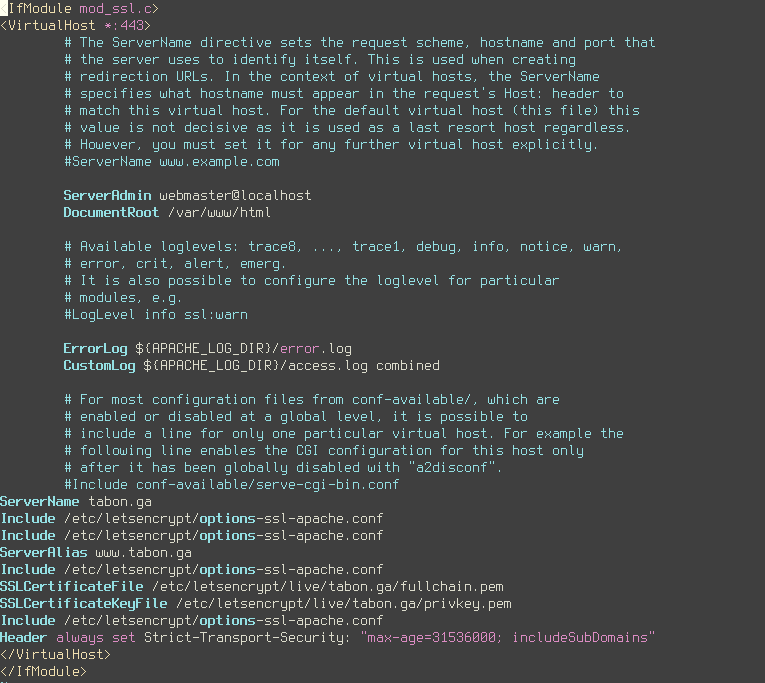 <IfModule mod_ssl.c>
<VirtualHost *:443>
# The ServerName directive sets the request scheme, hostname and port that
# the server uses to identify itself. This is used when creating
# redirection URLs. In the context of virtual hosts, the ServerName
# specifies what hostname must appear in the request's Host: header to
# match this virtual host. For the default virtual host (this file) this
# value is not decisive as it is used as a last resort host regardless.
# However, you must set it for any further virtual host explicitly.
#ServerName www.example.com
ServerAdmin webmaster@localhost
DocumentRoot /var/www/html
# Available loglevels: trace8, ..., trace1, debug, info, notice, warn,
# error, crit, alert, emerg.
# It is also possible to configure the loglevel for particular
# modules, e.g.
#LogLevel info ssl:warn
ErrorLog ${APACHE_LOG_DIR}/error.log
CustomLog ${APACHE_LOG_DIR}/access.log combined
# For most configuration files from conf-available/, which are
# enabled or disabled at a global level, it is possible to
# include a line for only one particular virtual host. For example the
# following line enables the CGI configuration for this host only
# after it has been globally disabled with "a2disconf".
#Include conf-available/serve-cgi-bin.conf
ServerName tabon.ga
Include /etc/letsencrypt/options-ssl-apache.conf
Include /etc/letsencrypt/options-ssl-apache.conf
ServerAlias www.tabon.ga
Include /etc/letsencrypt/options-ssl-apache.conf
SSLCertificateFile /etc/letsencrypt/live/tabon.ga/fullchain.pem
SSLCertificateKeyFile /etc/letsencrypt/live/tabon.ga/privkey.pem
Include /etc/letsencrypt/options-ssl-apache.conf
Header always set Strict-Transport-Security: "max-age=31536000; includeSubDomains"
</VirtualHost>
</IfModule>